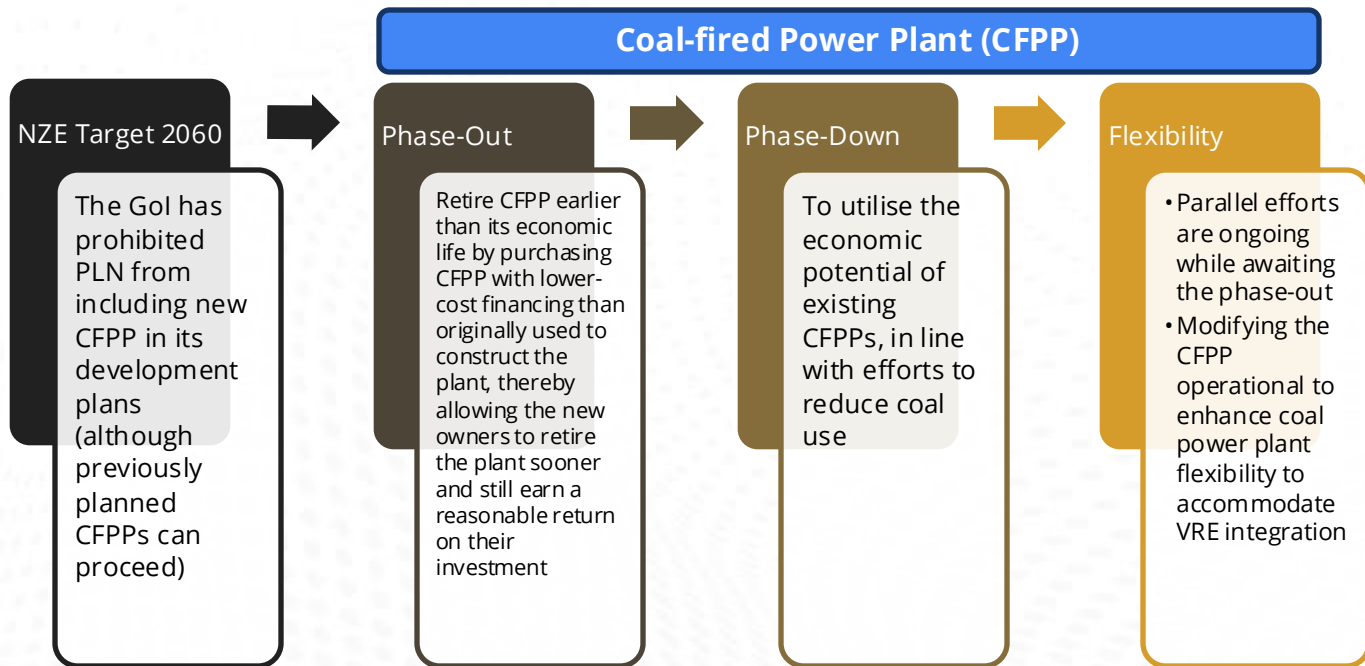 Coal-fired Power Plant (CFPP)
NZE Target 2060
The GoI has
prohibited
PLN from
including new
CFPP in its
development
plans
(although
previously
planned
CFPPs can
proceed)
Phase-Out
Retire CFPP earlier
than its economic
life by purchasing
CFPP with lower-
cost financing than
originally used to
construct the
plant, thereby
allowing the new
owners to retire
the plant sooner
and still earn a
reasonable return
on their
investment
Phase-Down
To utilise the
economic
potential of
existing
CFPPs, in line
with efforts to
reduce coal
use
Flexibility
• Parallel efforts
are ongoing
while awaiting
the phase-out
• Modifying the
CFPP
operational to
enhance coal
power plant
flexibility to
accommodate
VRE integration